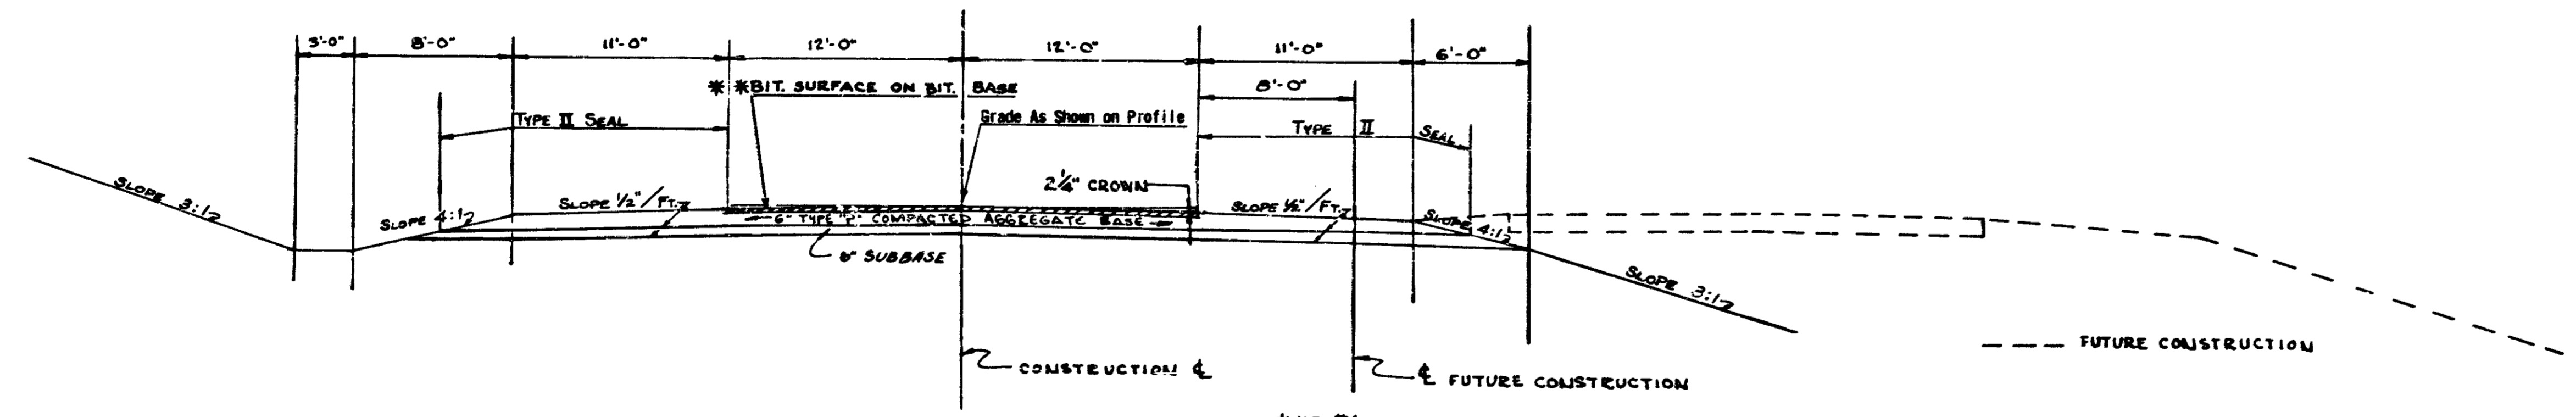 3'-0"
8'-0"
11'-0"
12'-0"
12'-0"
11'-0"
6'-0"
8'-0"
* *BIT. SURFACE ON BIT. BASE
TYPE II SEAL
Grade As Shown on Profile
TYPE II SEAL
2 1/4" CROWN
SLOPE 3:1
SLOPE 4:1
SLOPE 1/2"/FT.
6" TYPE COMPACTED AGGREGATE BASE
SLOPE 1/2"/FT.
SLOPE 4:1
SUBBASE
SLOPE 3:1
CONSTRUCTION ℄
℄ FUTURE CONSTRUCTION
FUTURE CONSTRUCTION